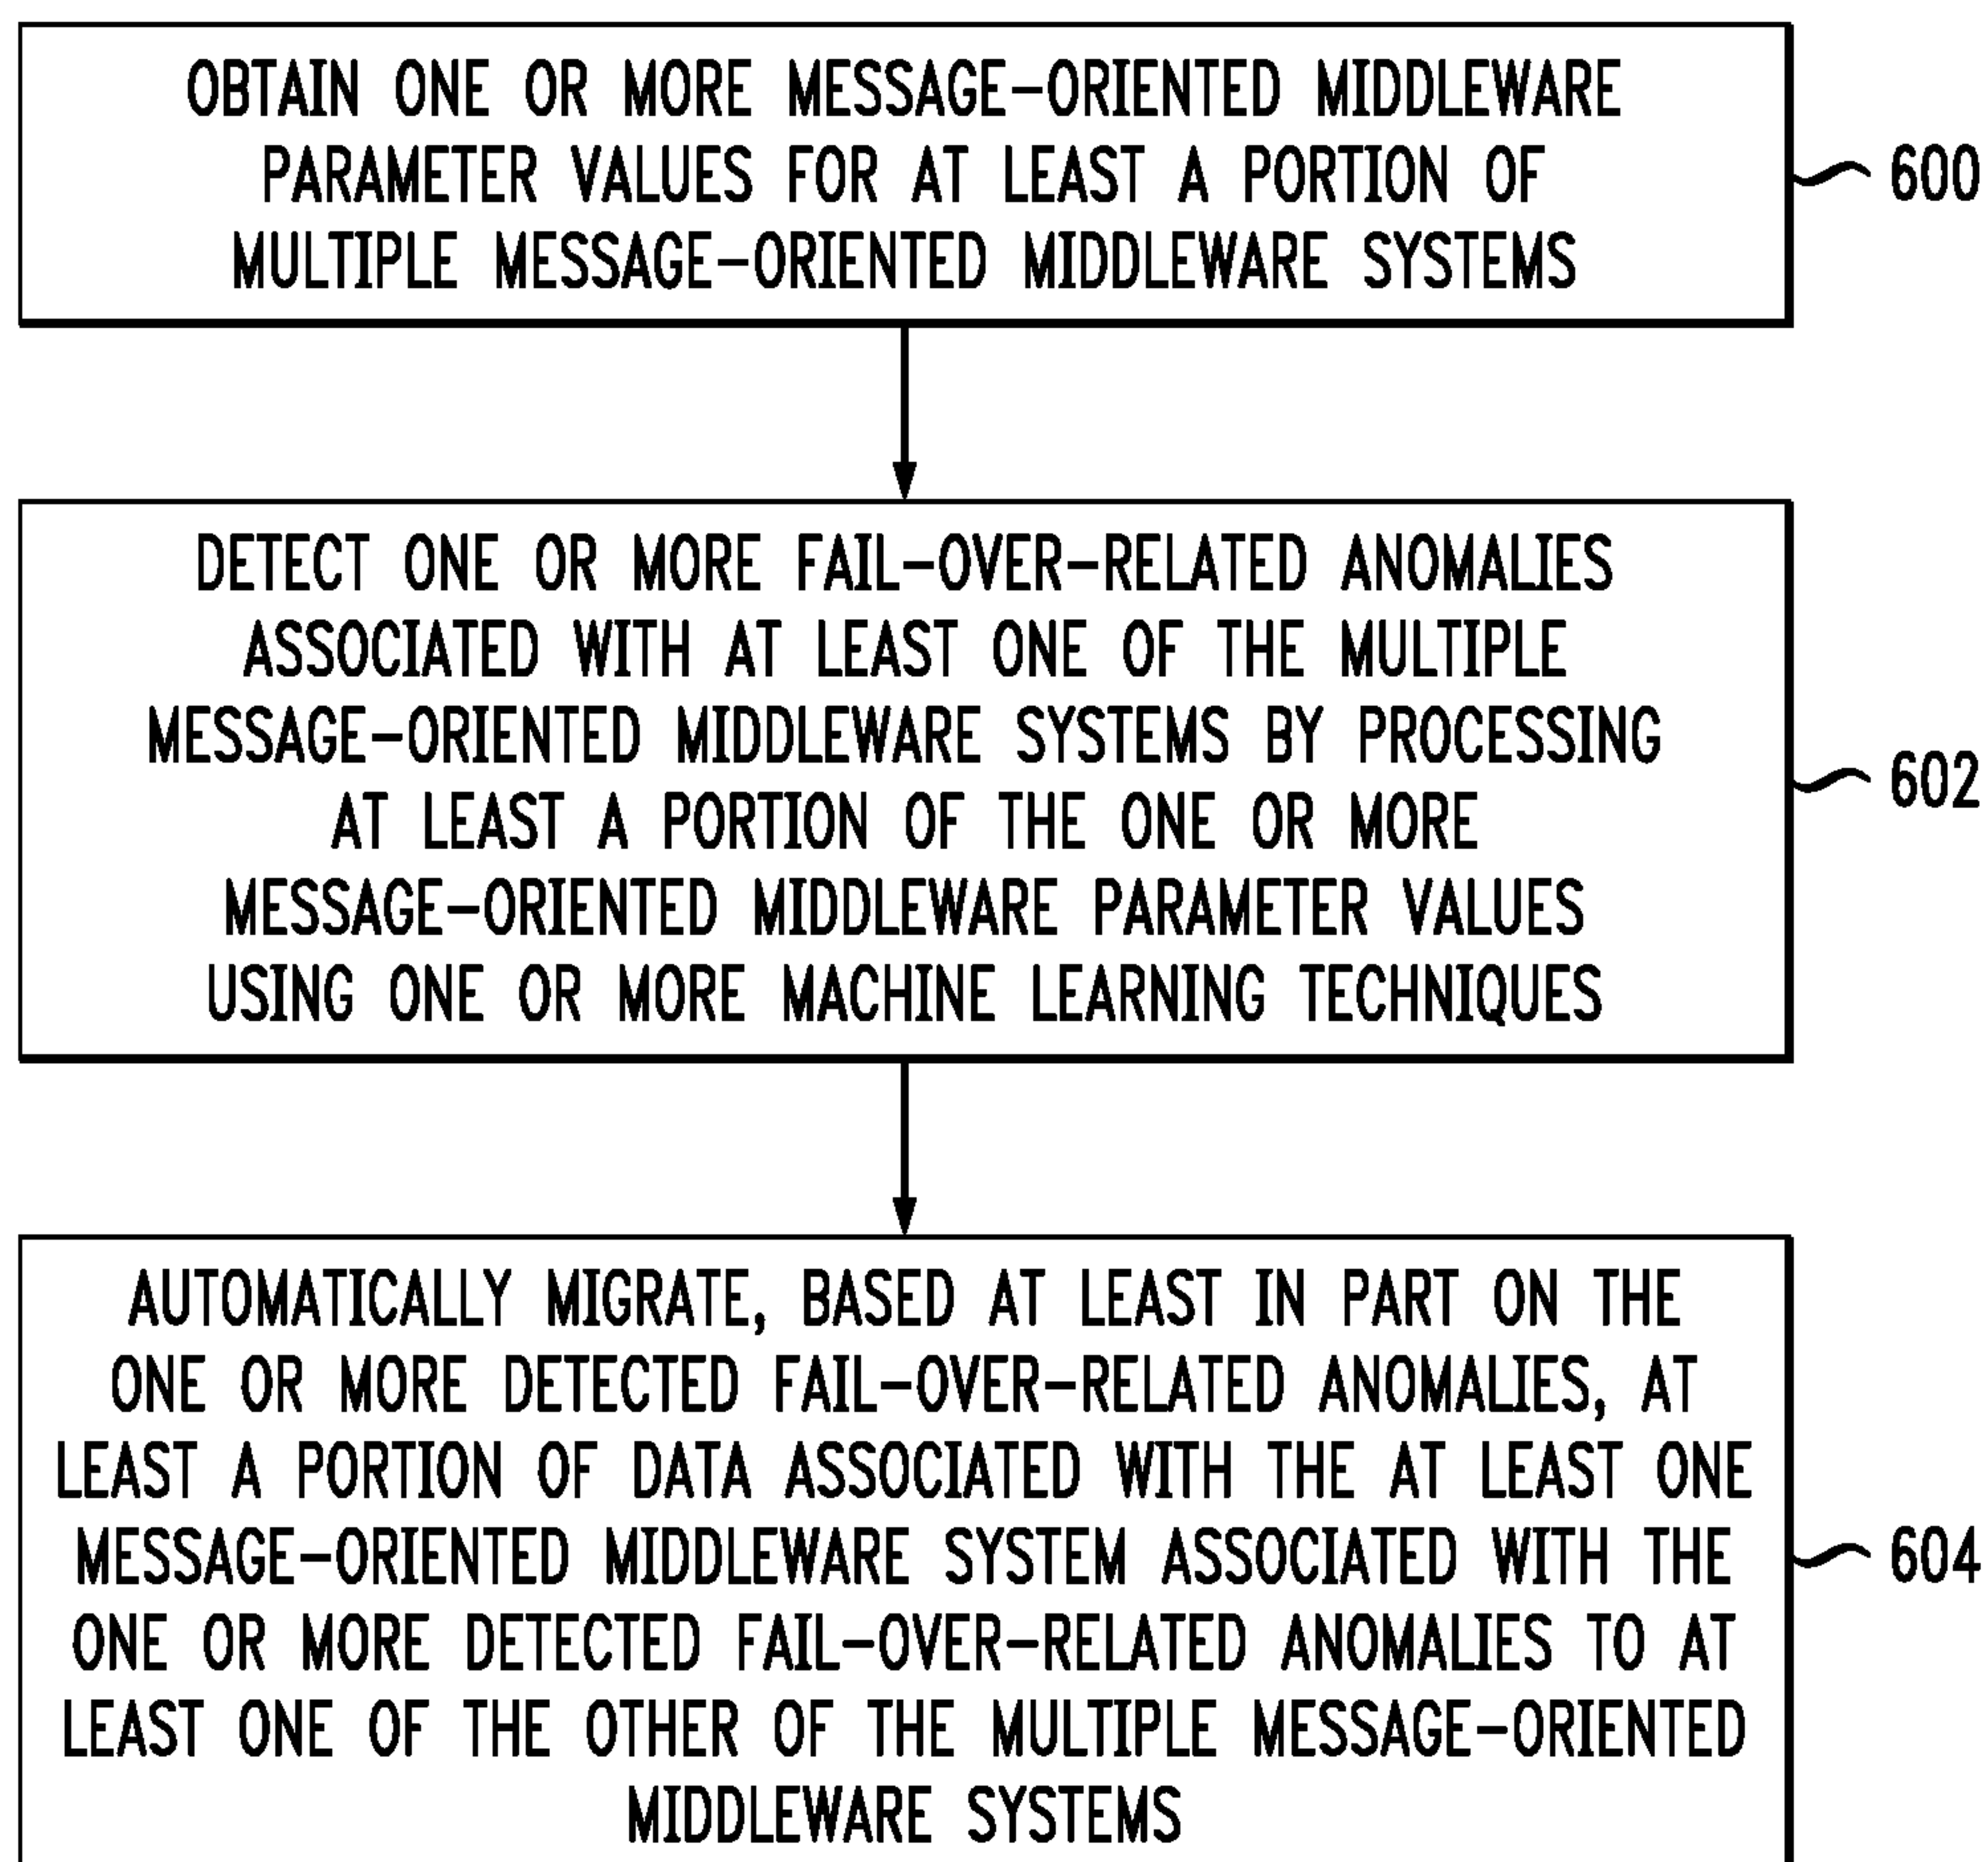 OBTAIN ONE OR MORE MESSAGE-ORIENTED MIDDLEWARE
PARAMETER VALUES FOR AT LEAST A PORTION OF
MULTIPLE MESSAGE-ORIENTED MIDDLEWARE SYSTEMS
600
DETECT ONE OR MORE FAIL-OVER-RELATED ANOMALIES
ASSOCIATED WITH AT LEAST ONE OF THE MULTIPLE
MESSAGE-ORIENTED MIDDLEWARE SYSTEMS BY PROCESSING
AT LEAST A PORTION OF THE ONE OR MORE
MESSAGE-ORIENTED MIDDLEWARE PARAMETER VALUES
USING ONE OR MORE MACHINE LEARNING TECHNIQUES
602
AUTOMATICALLY MIGRATE, BASED AT LEAST IN PART ON THE
ONE OR MORE DETECTED FAIL-OVER-RELATED ANOMALIES, AT
LEAST A PORTION OF DATA ASSOCIATED WITH THE AT LEAST ONE
MESSAGE-ORIENTED MIDDLEWARE SYSTEM ASSOCIATED WITH THE
ONE OR MORE DETECTED FAIL-OVER-RELATED ANOMALIES TO AT
LEAST ONE OF THE OTHER OF THE MULTIPLE MESSAGE-ORIENTED
MIDDLEWARE SYSTEMS
604